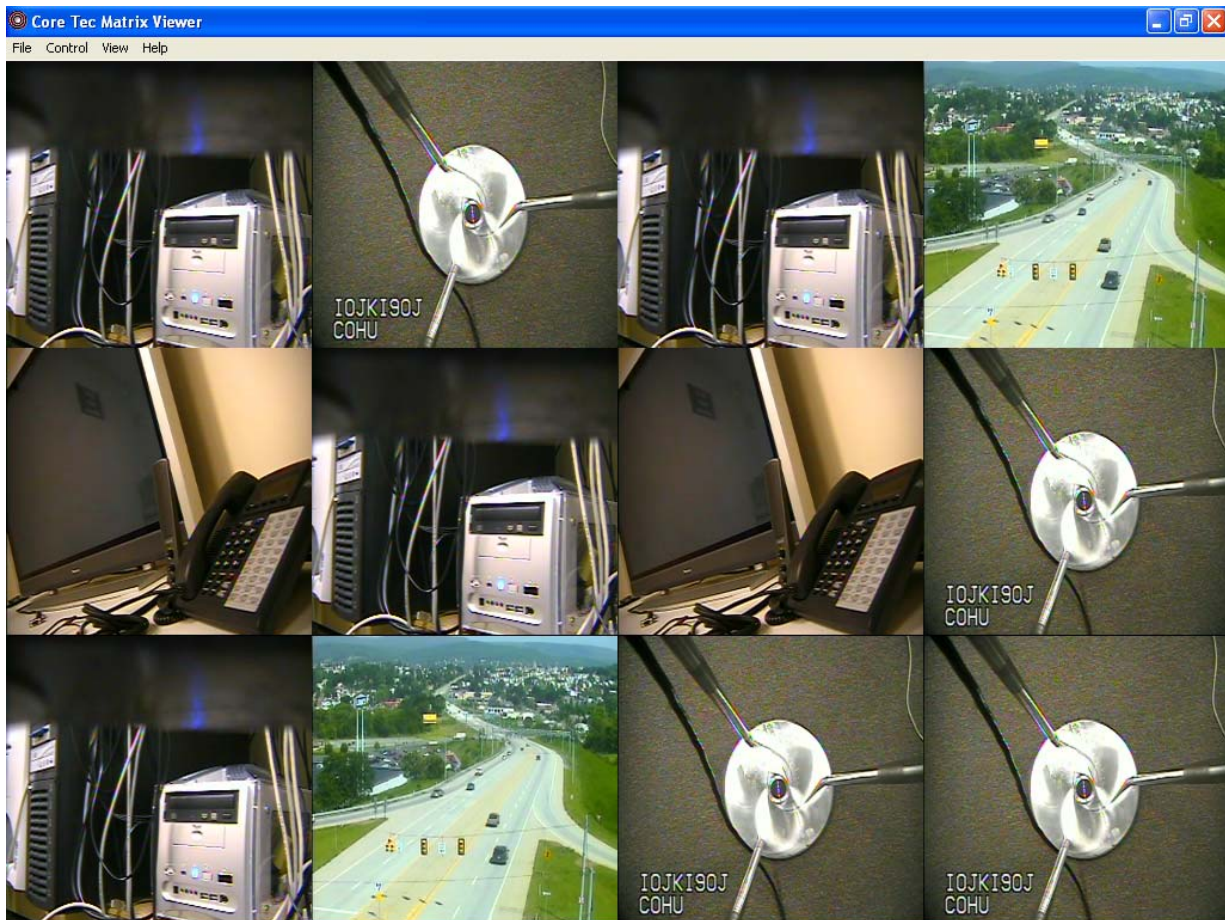 Core Tec Matrix Viewer
File Control View Help
IOJKI90J
COHU
IOJKI90J
COHU
IOJKI90J
COHU
IOJKI90J
COHU